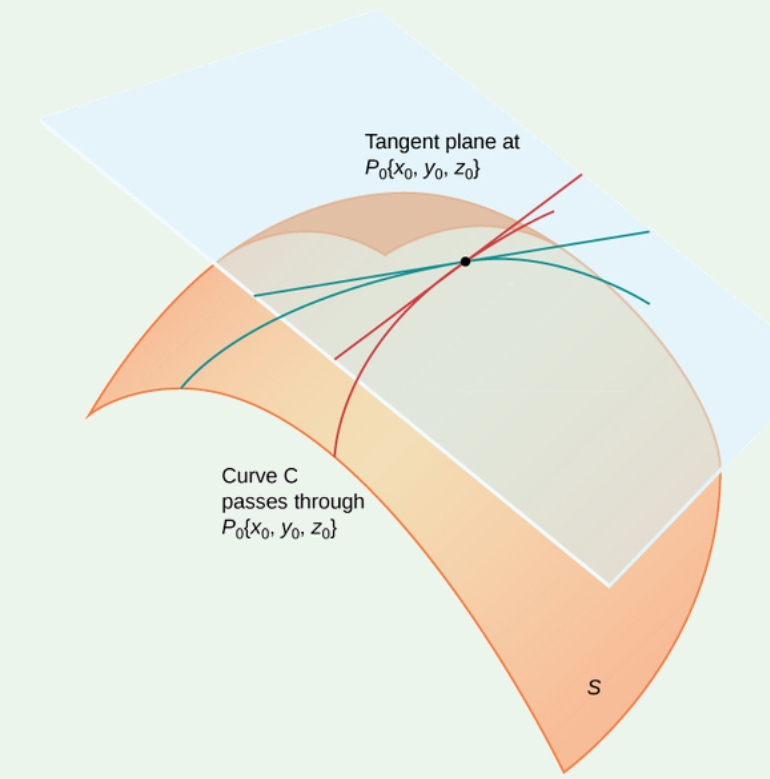 Tangent plane at
P₀{x₀, y₀, z₀}
Curve C
passes through
P₀{x₀, y₀, z₀}
S